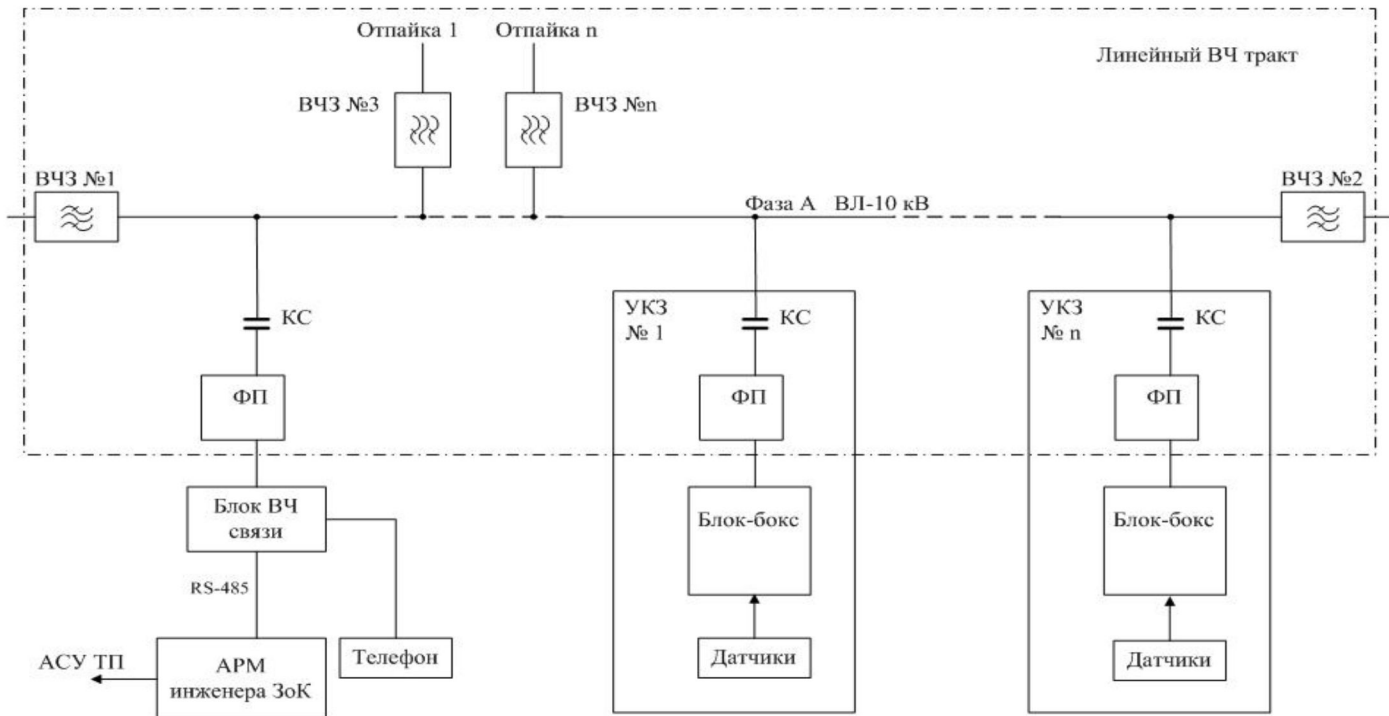 Отпайка 1
Отпайка n
Линейный ВЧ тракт
ВЧЗ №3
ВЧЗ №n
ВЧЗ №1
ВЧЗ №2
Фаза А ВЛ-10 кВ
КС
УКЗ
№ 1
КС
УКЗ
№ n
КС
ФП
ФП
ФП
Блок ВЧ
связи
Блок-бокс
Блок-бокс
RS-485
АСУ ТП
АРМ
инженера ЗоК
Телефон
Датчики
Датчики